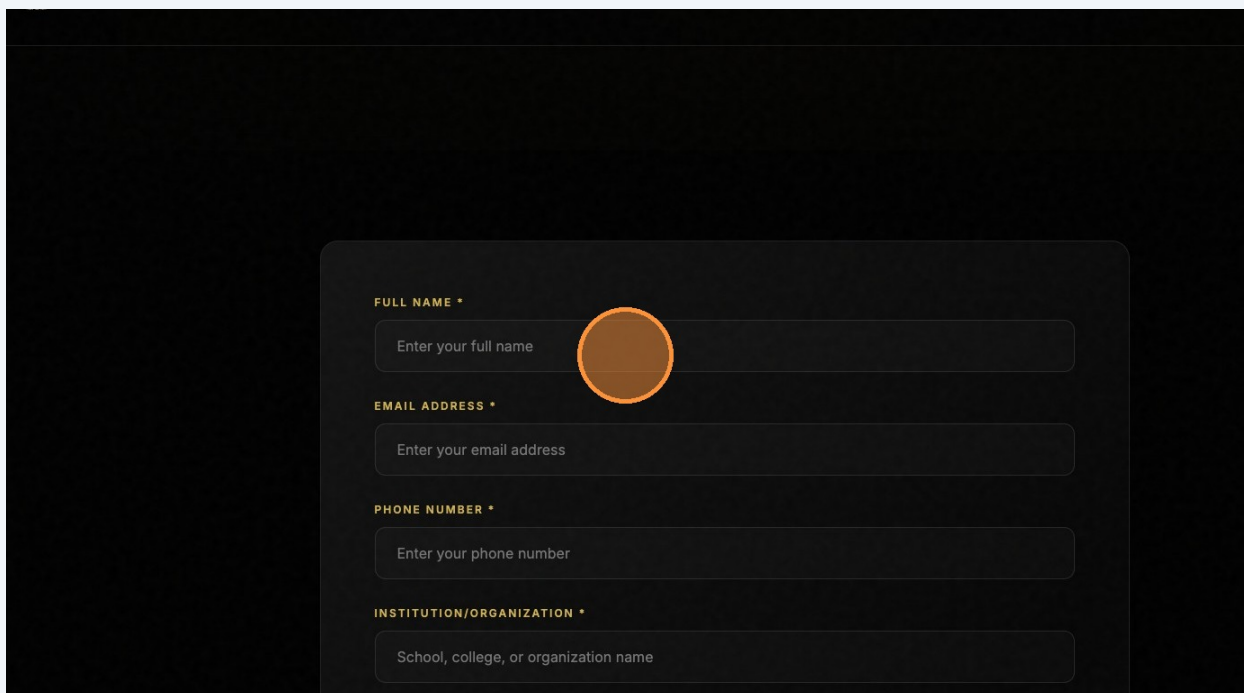 FULL NAME *
Enter your full name
EMAIL ADDRESS *
Enter your email address
PHONE NUMBER *
Enter your phone number
INSTITUTION/ORGANIZATION *
School, college, or organization name